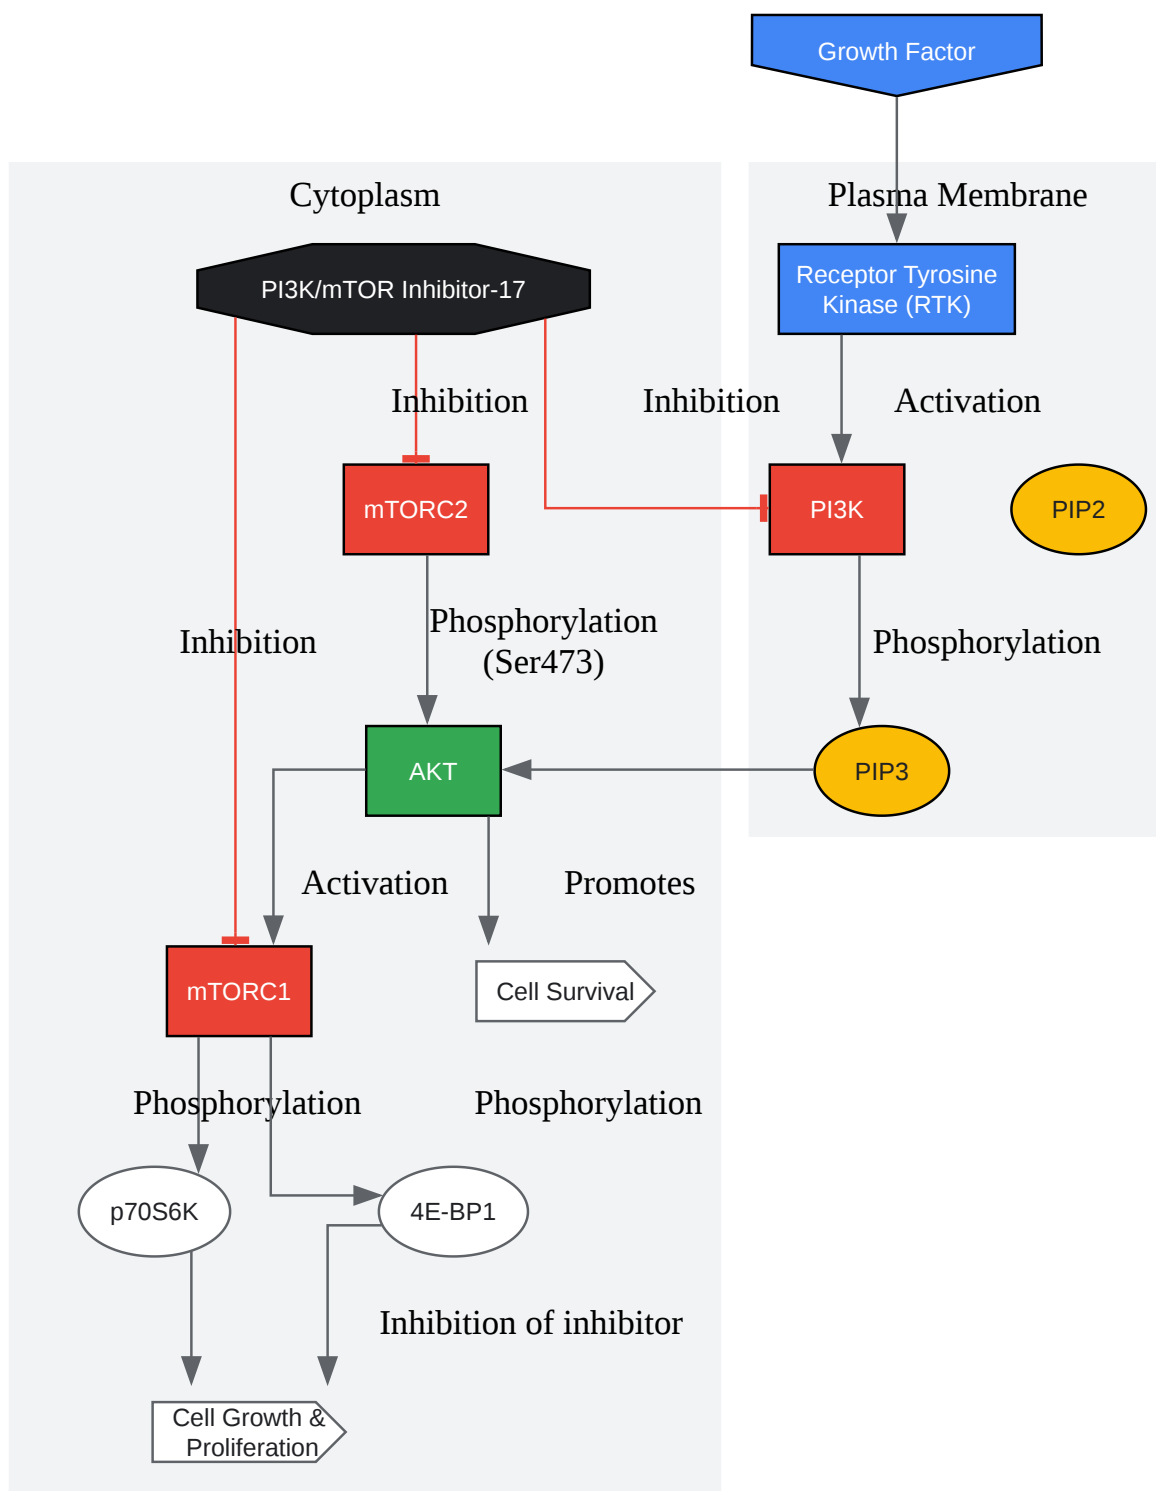 Growth Factor
Cytoplasm
Plasma Membrane
PI3K/mTOR Inhibitor-17
Receptor Tyrosine
Kinase (RTK)
Inhibition
Inhibition
Activation
mTORC2
PI3K
PIP2
Inhibition
Phosphorylation
(Ser473)
Phosphorylation
AKT
PIP3
Activation
Promotes
mTORC1
Cell Survival
Phosphorylation
Phosphorylation
p70S6K
4E-BP1
Inhibition of inhibitor
Cell Growth &
Proliferation